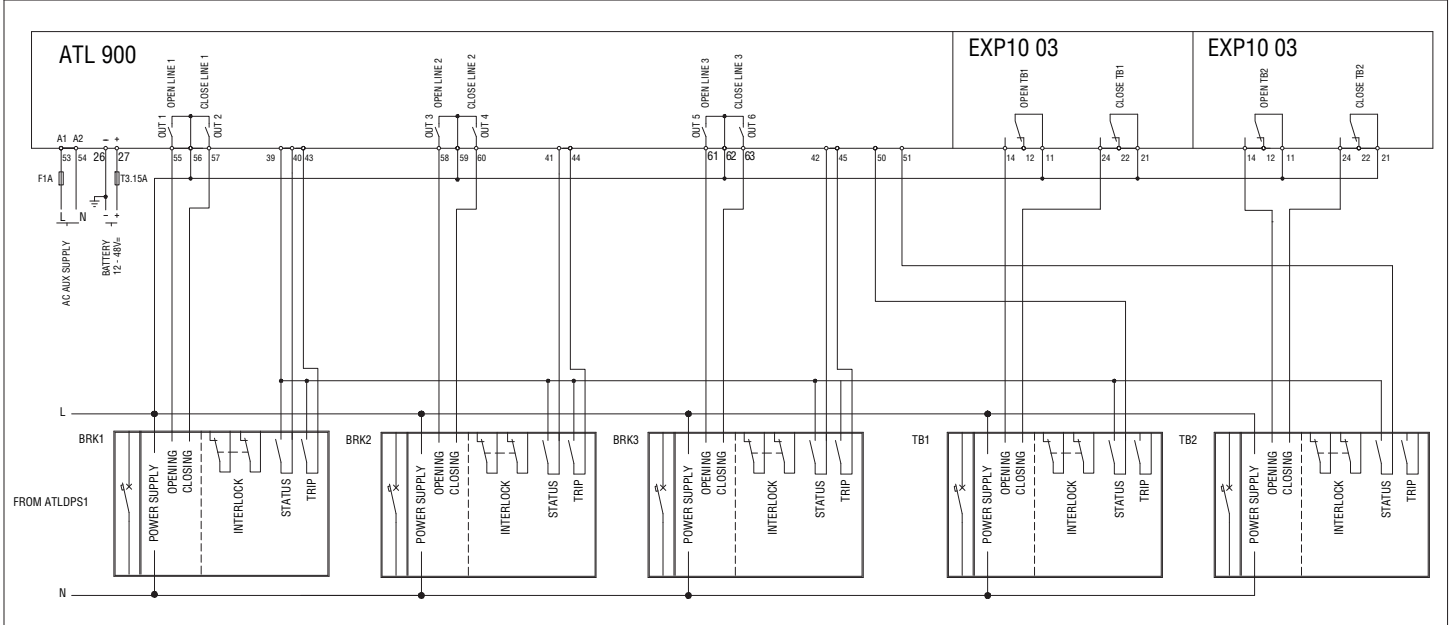 ATL 900
EXP10 03
EXP10 03
OPEN LINE 1
CLOSE LINE 1
OPEN LINE 2
CLOSE LINE 2
OPEN LINE 3
CLOSE LINE 3
OPEN TB1
CLOSE TB1
OPEN TB2
CLOSE TB2
OUT 1
OUT 2
OUT 3
OUT 4
OUT 5
OUT 6
A1 A2 – +
53 54 26 27 55 56 57 39 40 43 58 59 60 41 44 61 62 63 42 45 50 51 14 12 11 24 22 21 14 12 11 24 22 21
F1A
T3.15A
L N – +
AC AUX SUPPLY
BATTERY
12 - 48V=
L
BRK1
BRK2
BRK3
TB1
TB2
FROM ATLDPS1
POWER SUPPLY
OPENING
CLOSING
INTERLOCK
STATUS
TRIP
POWER SUPPLY
OPENING
CLOSING
INTERLOCK
STATUS
TRIP
POWER SUPPLY
OPENING
CLOSING
INTERLOCK
STATUS
TRIP
POWER SUPPLY
OPENING
CLOSING
INTERLOCK
STATUS
TRIP
POWER SUPPLY
OPENING
CLOSING
INTERLOCK
STATUS
TRIP
N